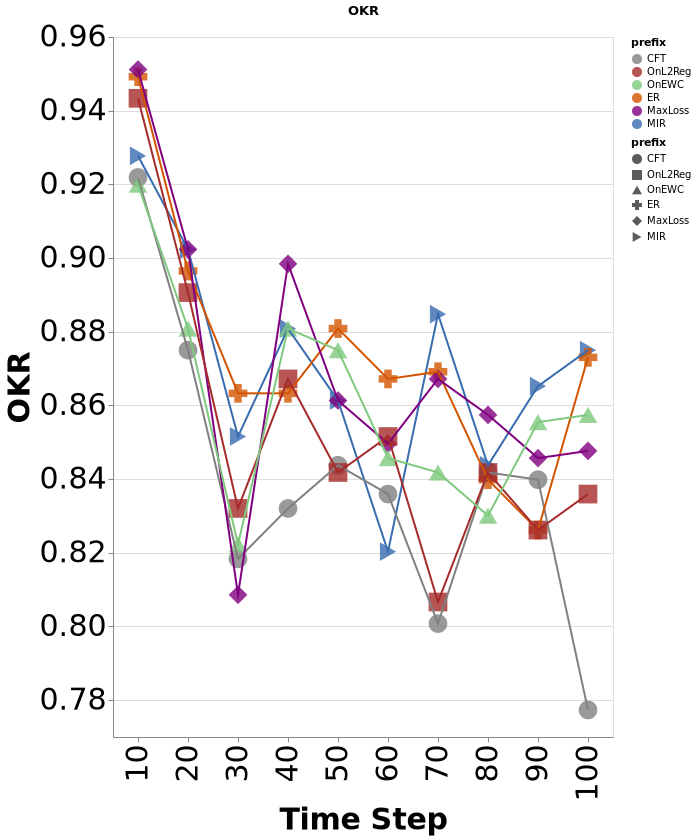 OKR
0.96
0.94
0.92
0.90
0.88
0.86
0.84
0.82
0.80
0.78
OKR
10
20
30
40
50
60
70
80
90
100
Time Step
prefix
CFT
OnL2Reg
OnEWC
ER
MaxLoss
MIR
prefix
CFT
OnL2Reg
OnEWC
ER
MaxLoss
MIR